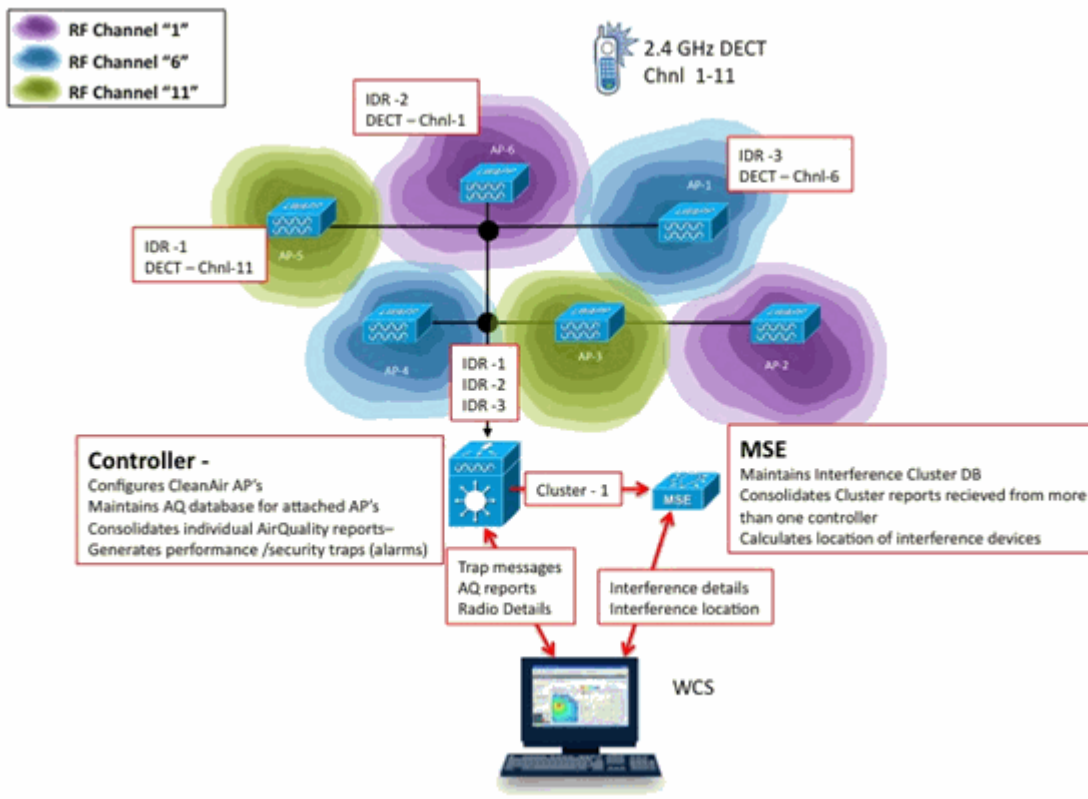 RF Channel "1"
RF Channel "6"
RF Channel "11"
2.4 GHz DECT
Chnl 1-11
IDR -2
DECT – Chnl-1
AP-6
IDR -3
DECT – Chnl-6
AP-1
IDR -1
DECT – Chnl-11
AP-5
AP-4
AP-3
AP-2
IDR -1
IDR -2
IDR -3
Controller -
Configures CleanAir AP's
Maintains AQ database for attached AP's
Consolidates individual AirQuality reports–
Generates performance /security traps (alarms)
Cluster - 1
MSE
MSE
Maintains Interference Cluster DB
Consolidates Cluster reports recieved from more
than one controller
Calculates location of interference devices
Trap messages
AQ reports
Radio Details
Interference details
Interference location
WCS